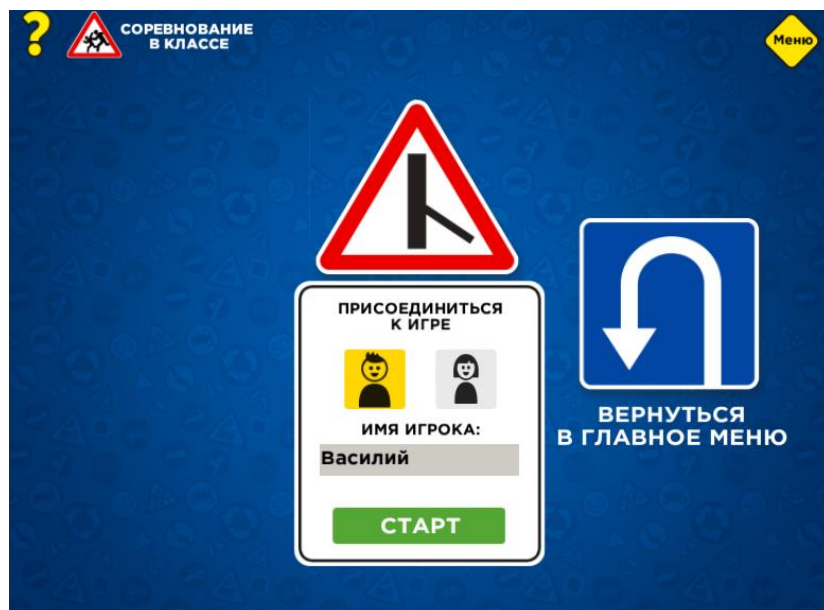 ?
СОРЕВНОВАНИЕ
В КЛАССЕ
Меню
ПРИСОЕДИНИТЬСЯ
К ИГРЕ
ИМЯ ИГРОКА:
Василий
СТАРТ
ВЕРНУТЬСЯ
В ГЛАВНОЕ МЕНЮ